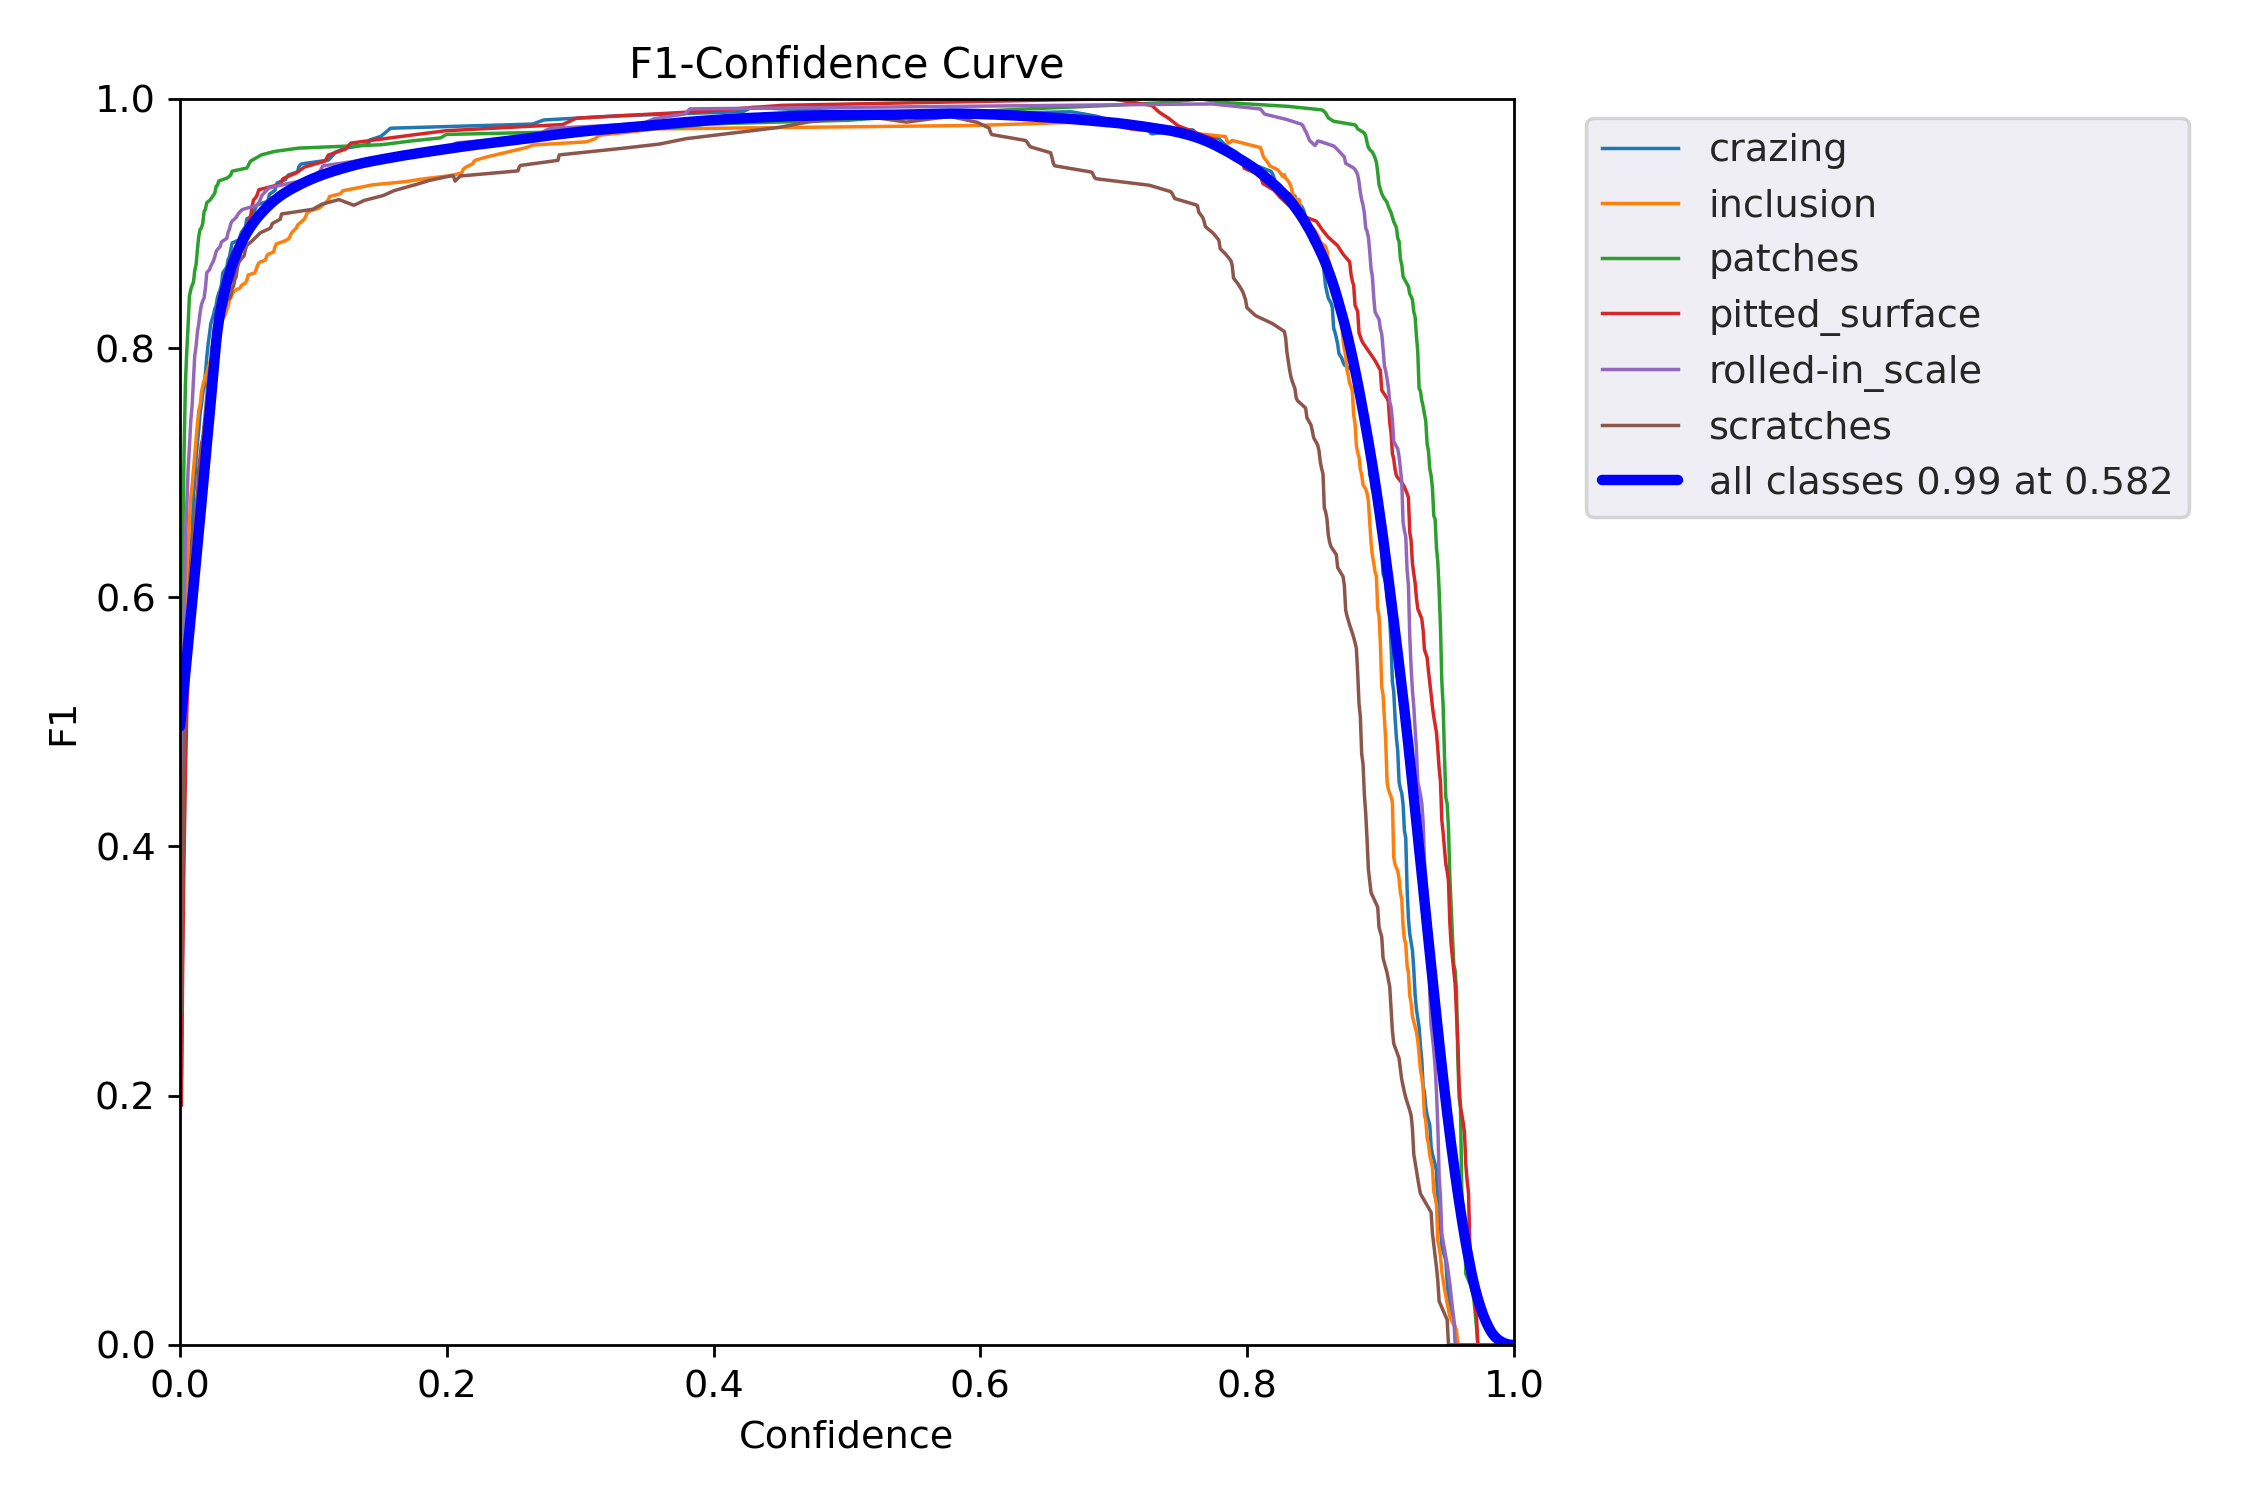 F1-Confidence Curve
1.0
0.8
0.6
0.4
0.2
0.0
F1
0.0 0.2 0.4 0.6 0.8 1.0
Confidence
crazing
inclusion
patches
pitted_surface
rolled-in_scale
scratches
all classes 0.99 at 0.582